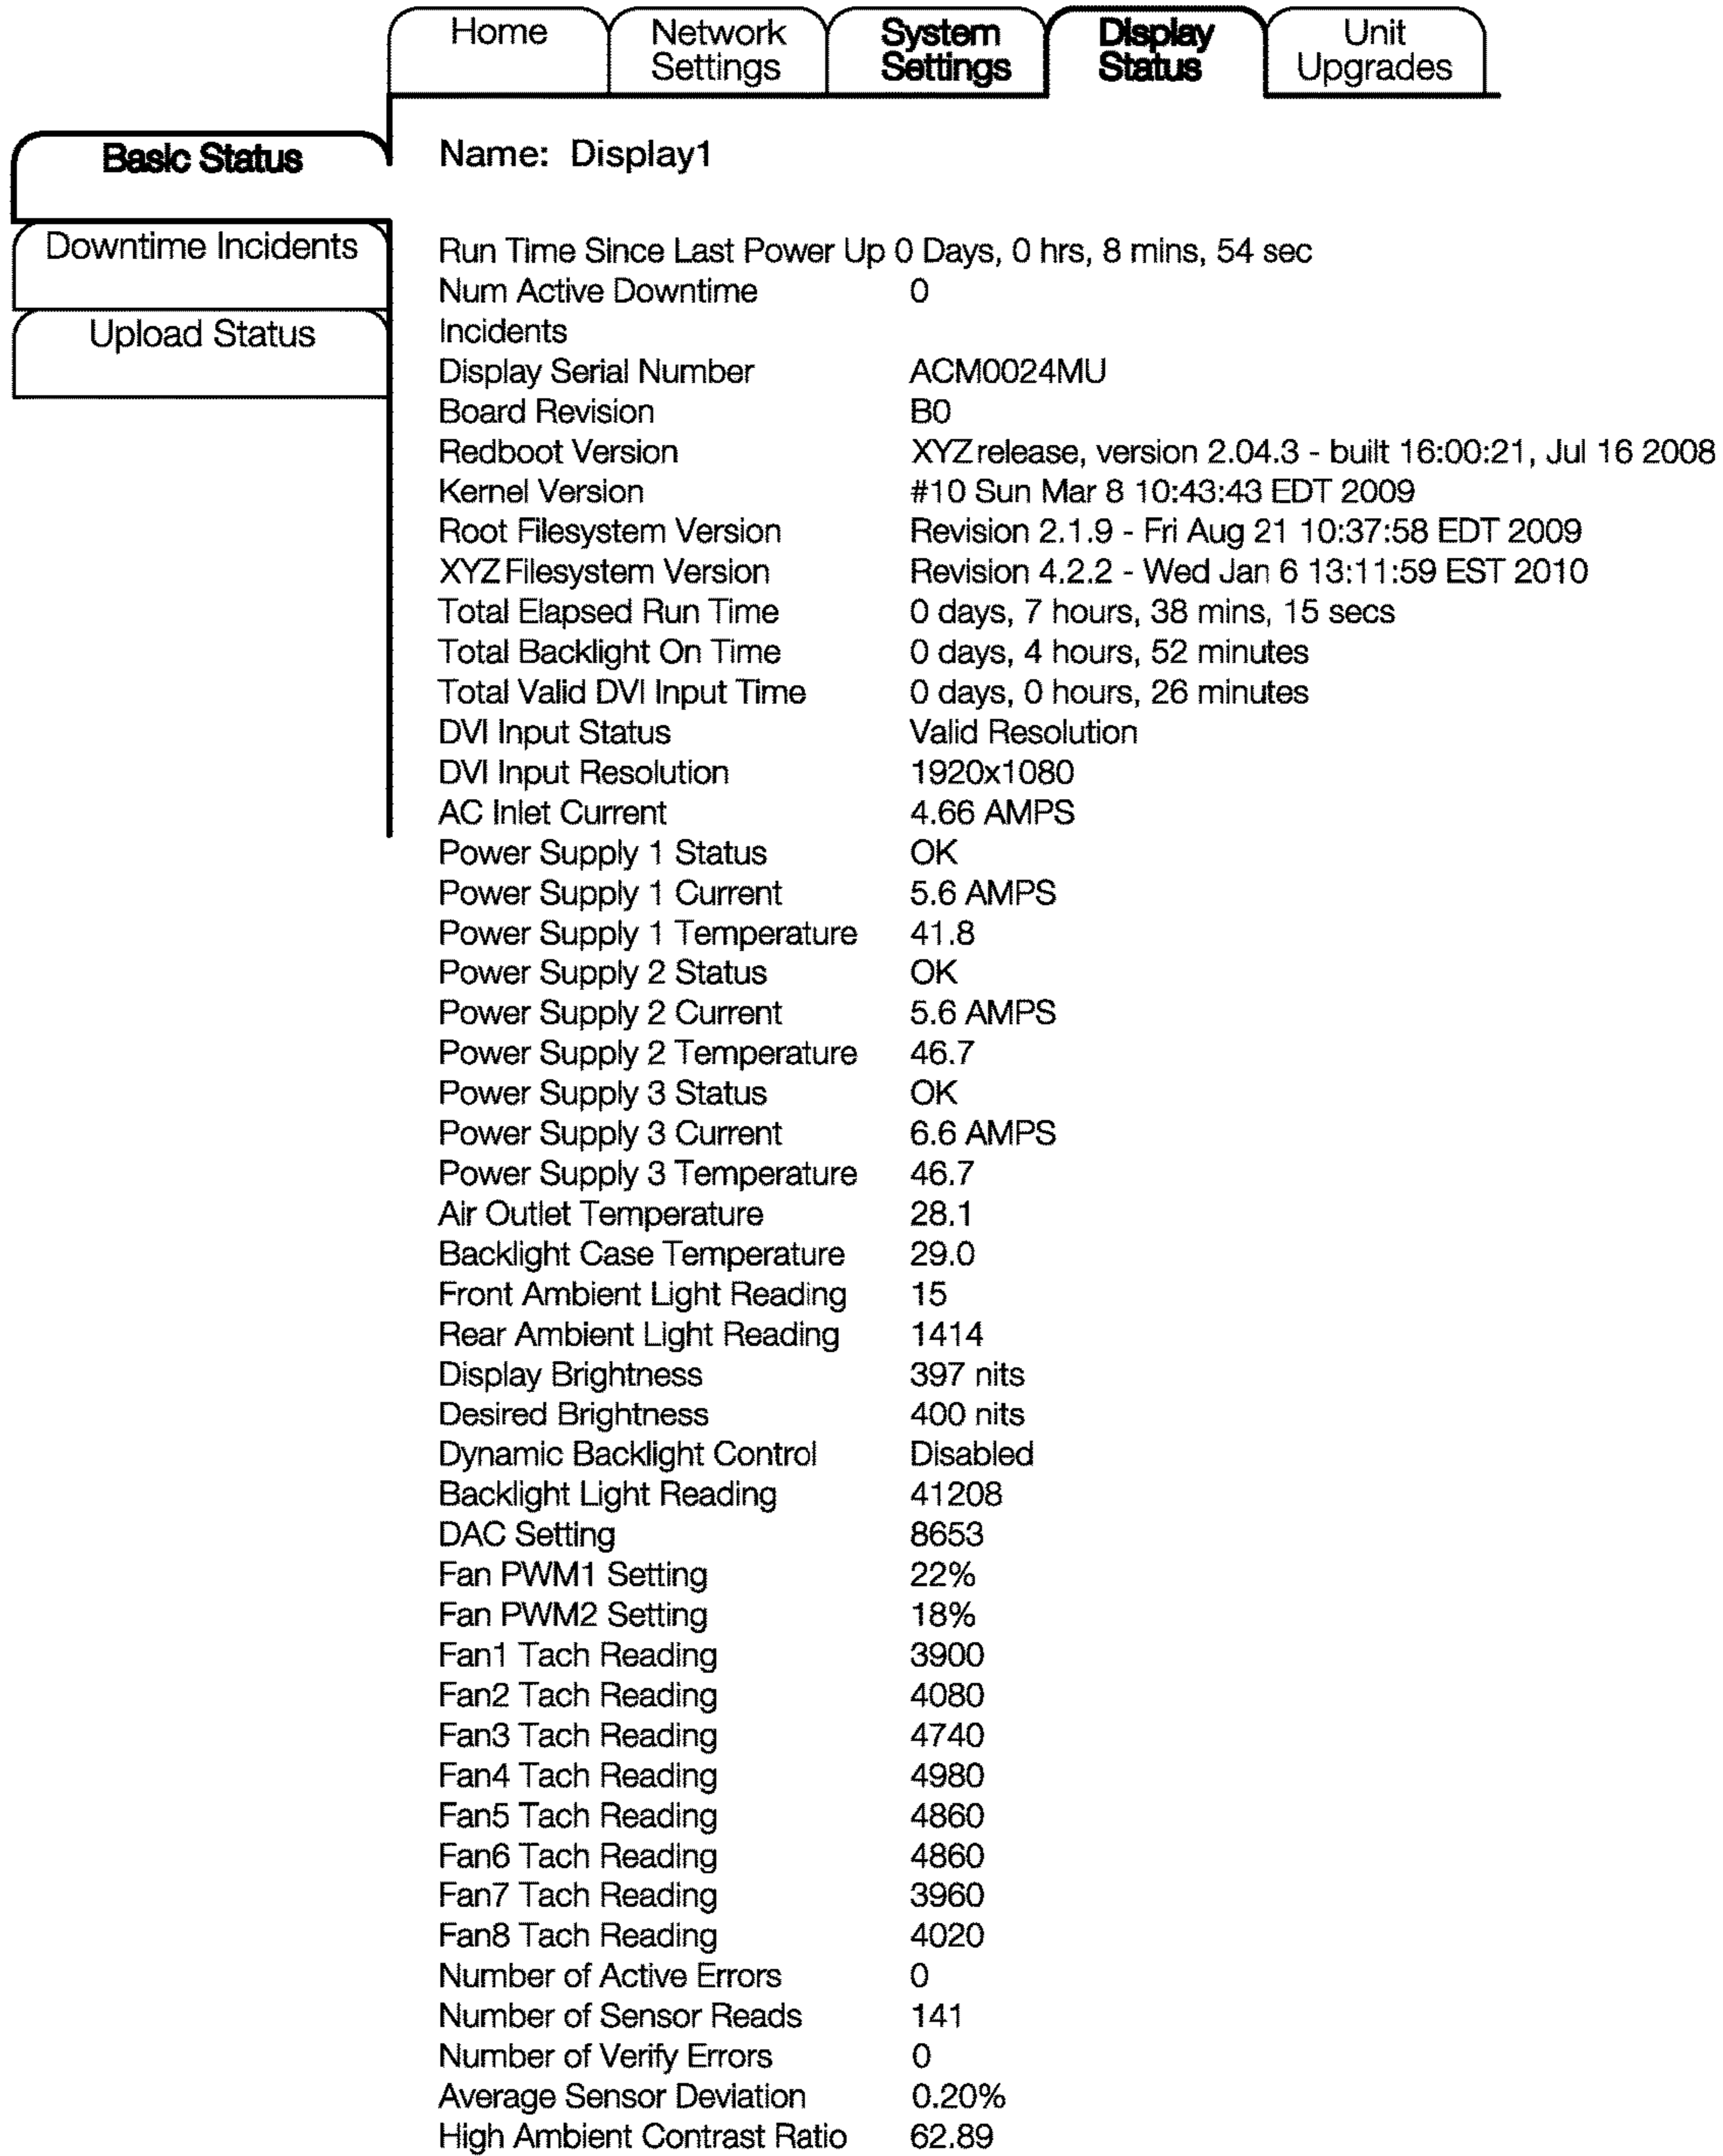 Home
Network
Settings
System
Settings
Display
Status
Unit
Upgrades
Basic Status
Downtime Incidents
Upload Status
Name: Display1
Run Time Since Last Power Up 0 Days, 0 hrs, 8 mins, 54 sec
Num Active Downtime 0
Incidents
Display Serial Number ACM0024MU
Board Revision B0
Redboot Version XYZ release, version 2.04.3 - built 16:00:21, Jul 16 2008
Kernel Version #10 Sun Mar 8 10:43:43 EDT 2009
Root Filesystem Version Revision 2.1.9 - Fri Aug 21 10:37:58 EDT 2009
XYZ Filesystem Version Revision 4.2.2 - Wed Jan 6 13:11:59 EST 2010
Total Elapsed Run Time 0 days, 7 hours, 38 mins, 15 secs
Total Backlight On Time 0 days, 4 hours, 52 minutes
Total Valid DVI Input Time 0 days, 0 hours, 26 minutes
DVI Input Status Valid Resolution
DVI Input Resolution 1920x1080
AC Inlet Current 4.66 AMPS
Power Supply 1 Status OK
Power Supply 1 Current 5.6 AMPS
Power Supply 1 Temperature 41.8
Power Supply 2 Status OK
Power Supply 2 Current 5.6 AMPS
Power Supply 2 Temperature 46.7
Power Supply 3 Status OK
Power Supply 3 Current 6.6 AMPS
Power Supply 3 Temperature 46.7
Air Outlet Temperature 28.1
Backlight Case Temperature 29.0
Front Ambient Light Reading 15
Rear Ambient Light Reading 1414
Display Brightness 397 nits
Desired Brightness 400 nits
Dynamic Backlight Control Disabled
Backlight Light Reading 41208
DAC Setting 8653
Fan PWM1 Setting 22%
Fan PWM2 Setting 18%
Fan1 Tach Reading 3900
Fan2 Tach Reading 4080
Fan3 Tach Reading 4740
Fan4 Tach Reading 4980
Fan5 Tach Reading 4860
Fan6 Tach Reading 4860
Fan7 Tach Reading 3960
Fan8 Tach Reading 4020
Number of Active Errors 0
Number of Sensor Reads 141
Number of Verify Errors 0
Average Sensor Deviation 0.20%
High Ambient Contrast Ratio 62.89